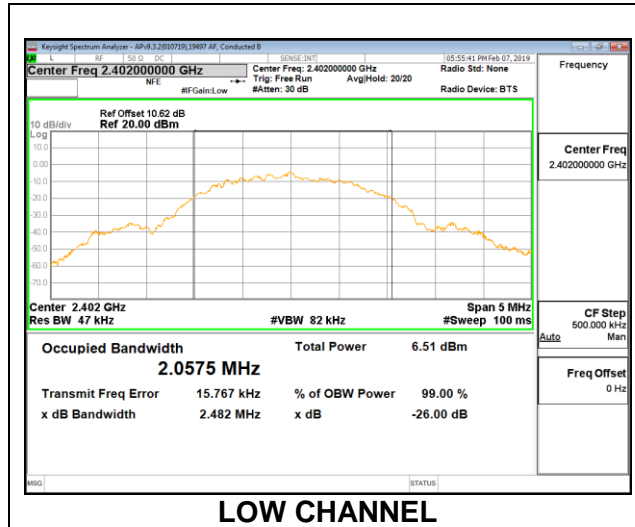 Keysight Spectrum Analyzer - APv9.3.2(010719),19497 AF, Conducted B
L RF 50 Ω DC SENSE:INT 05:55:41 PM Feb 07, 2019
Center Freq 2.402000000 GHz Center Freq: 2.402000000 GHz Radio Std: None Frequency
NFE Trig: Free Run Avg|Hold: 20/20
#IFGain:Low #Atten: 30 dB Radio Device: BTS
Ref Offset 10.62 dB
10 dB/div Ref 20.00 dBm
Log
10.0
0.00
-10.0
-20.0
-30.0
-40.0
-50.0
-60.0
-70.0
Center Freq
2.402000000 GHz
Center 2.402 GHz Span 5 MHz
Res BW 47 kHz #VBW 82 kHz #Sweep 100 ms
CF Step
500.000 kHz
Auto Man
Occupied Bandwidth Total Power 6.51 dBm
2.0575 MHz
Transmit Freq Error 15.767 kHz % of OBW Power 99.00 %
x dB Bandwidth 2.482 MHz x dB -26.00 dB
Freq Offset
0 Hz
MSG STATUS
LOW CHANNEL